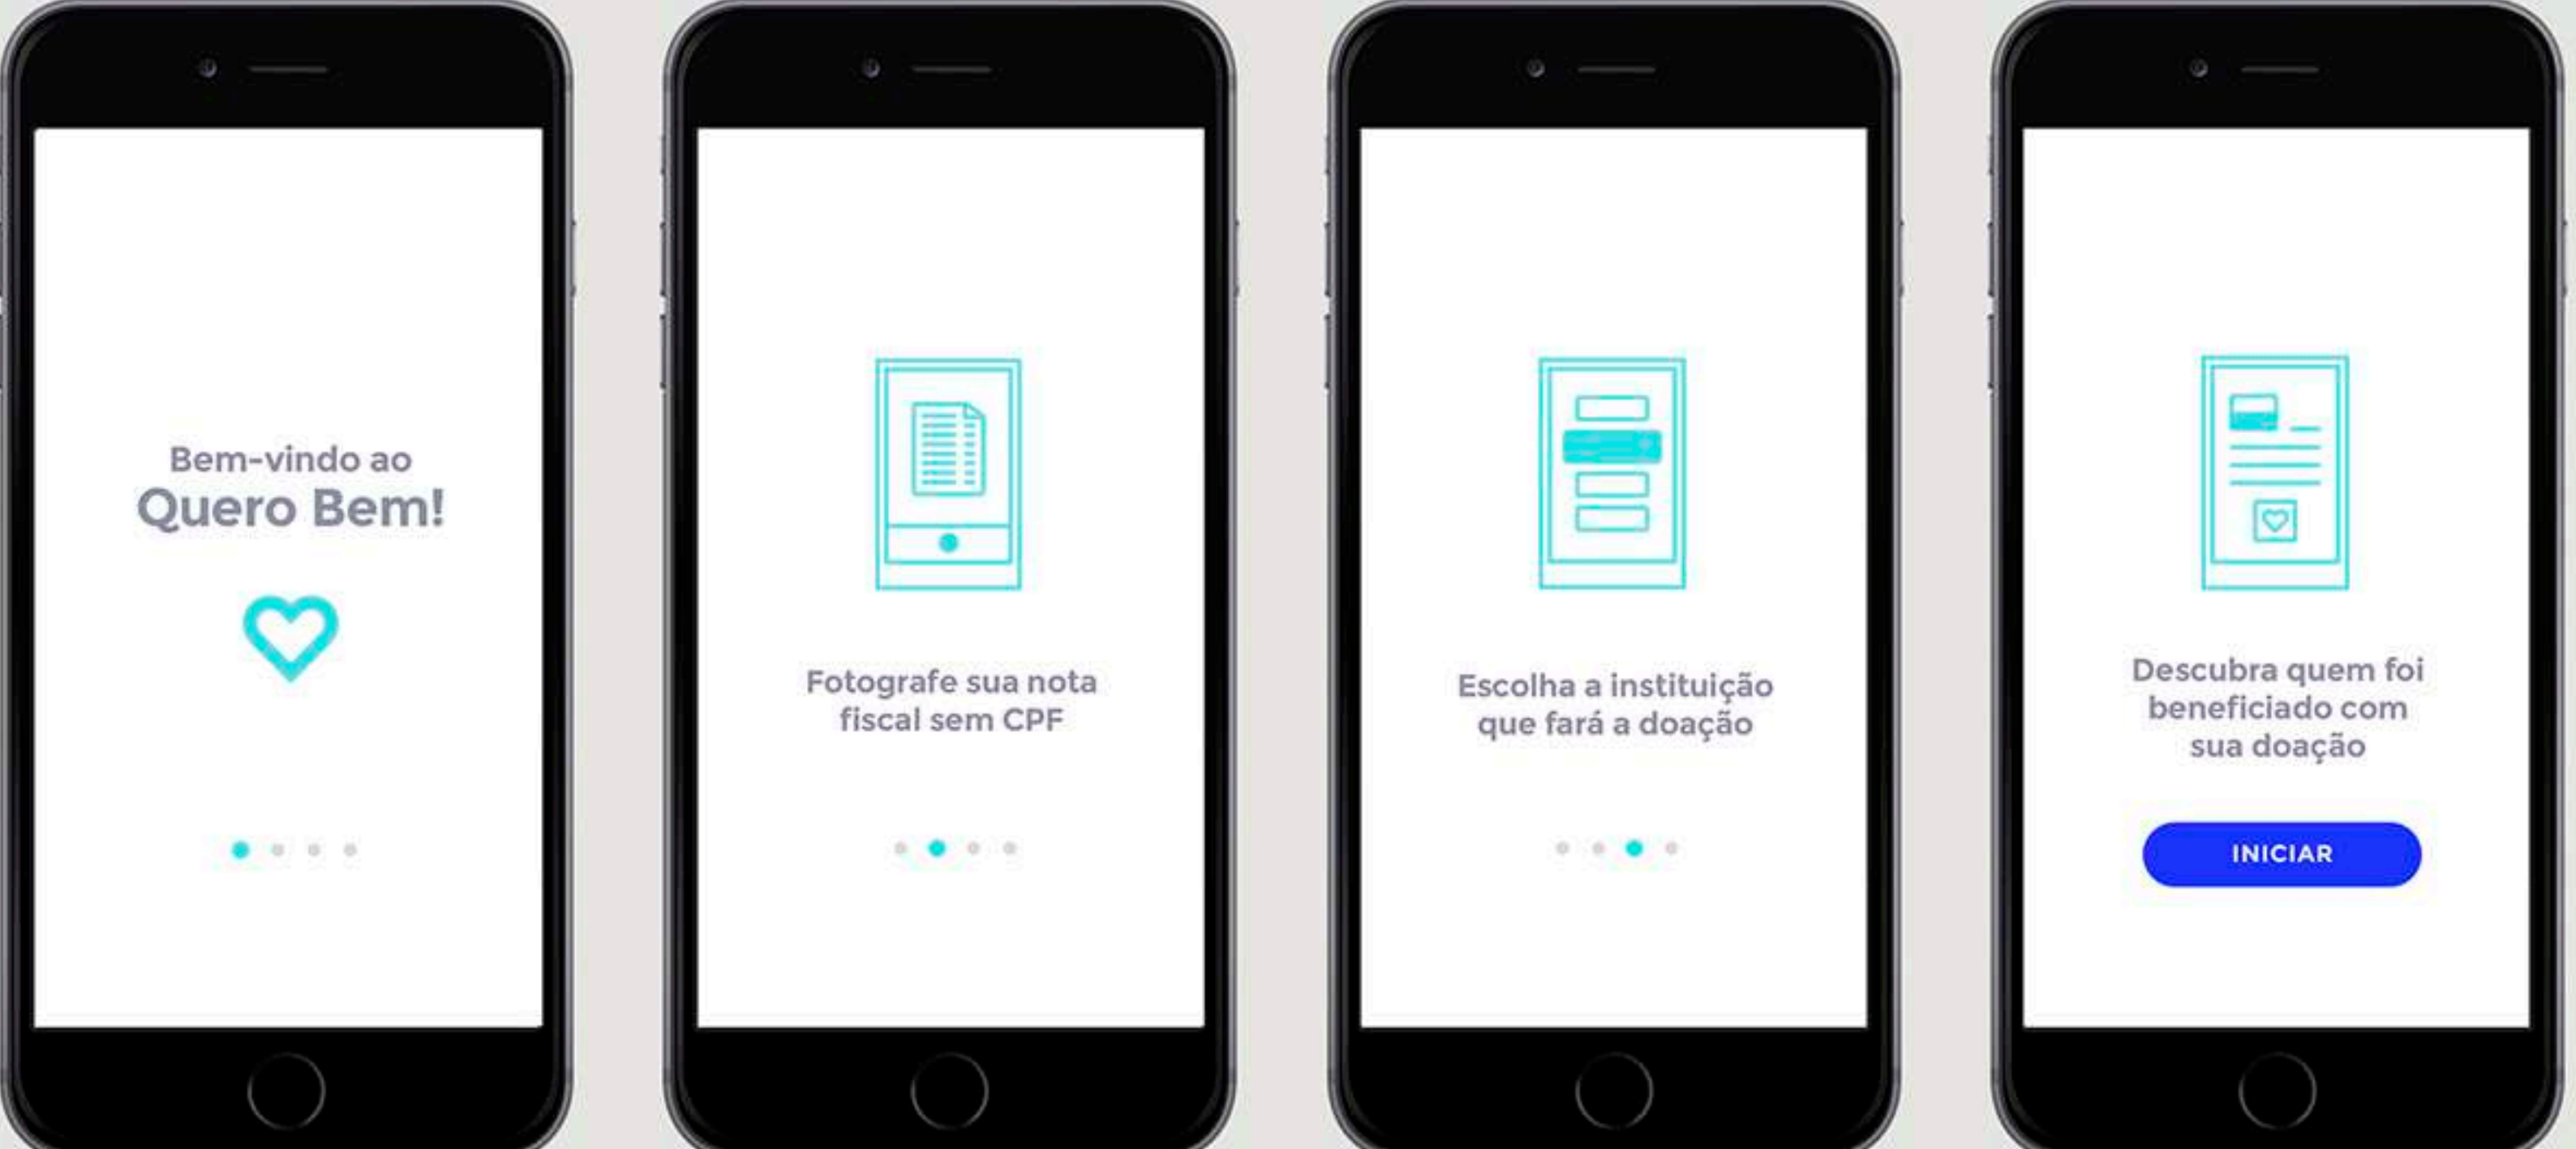 Bem-vindo ao
Quero Bem!
Fotografe sua nota
fiscal sem CPF
Escolha a instituição
que fará a doação
Descubra quem foi
beneficiado com
sua doação
INICIAR